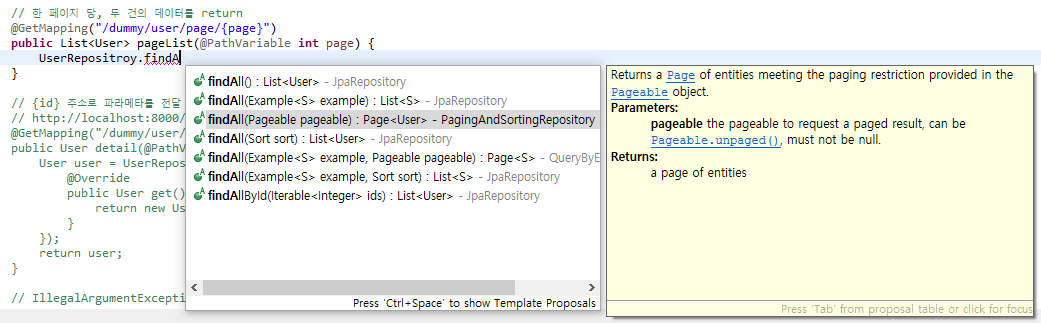 // 한 페이지 당, 두 건의 데이터를 return
@GetMapping("/dummy/user/page/{page}")
public List<User> pageList(@PathVariable int page) {
UserRepositroy.findA
}
// {id} 주소로 파라메타를 전달
// http://localhost:8000/
@GetMapping("/dummy/user/
public User detail(@PathV
User user = UserRepos
@Override
public User get()
return new Us
}
});
return user;
}
// IllegalArgumentExcepti
findAll() : List<User> - JpaRepository
findAll(Example<S> example) : List<S> - JpaRepository
findAll(Pageable pageable) : Page<User> - PagingAndSortingRepository
findAll(Sort sort) : List<User> - JpaRepository
findAll(Example<S> example, Pageable pageable) : Page<S> - QueryByE
findAll(Example<S> example, Sort sort) : List<S> - JpaRepository
findAllById(Iterable<Integer> ids) : List<User> - JpaRepository
Press 'Ctrl+Space' to show Template Proposals
Returns a Page of entities meeting the paging restriction provided in the
Pageable object.
Parameters:
pageable the pageable to request a paged result, can be
Pageable.unpaged(), must not be null.
Returns:
a page of entities
Press 'Tab' from proposal table or click for focus